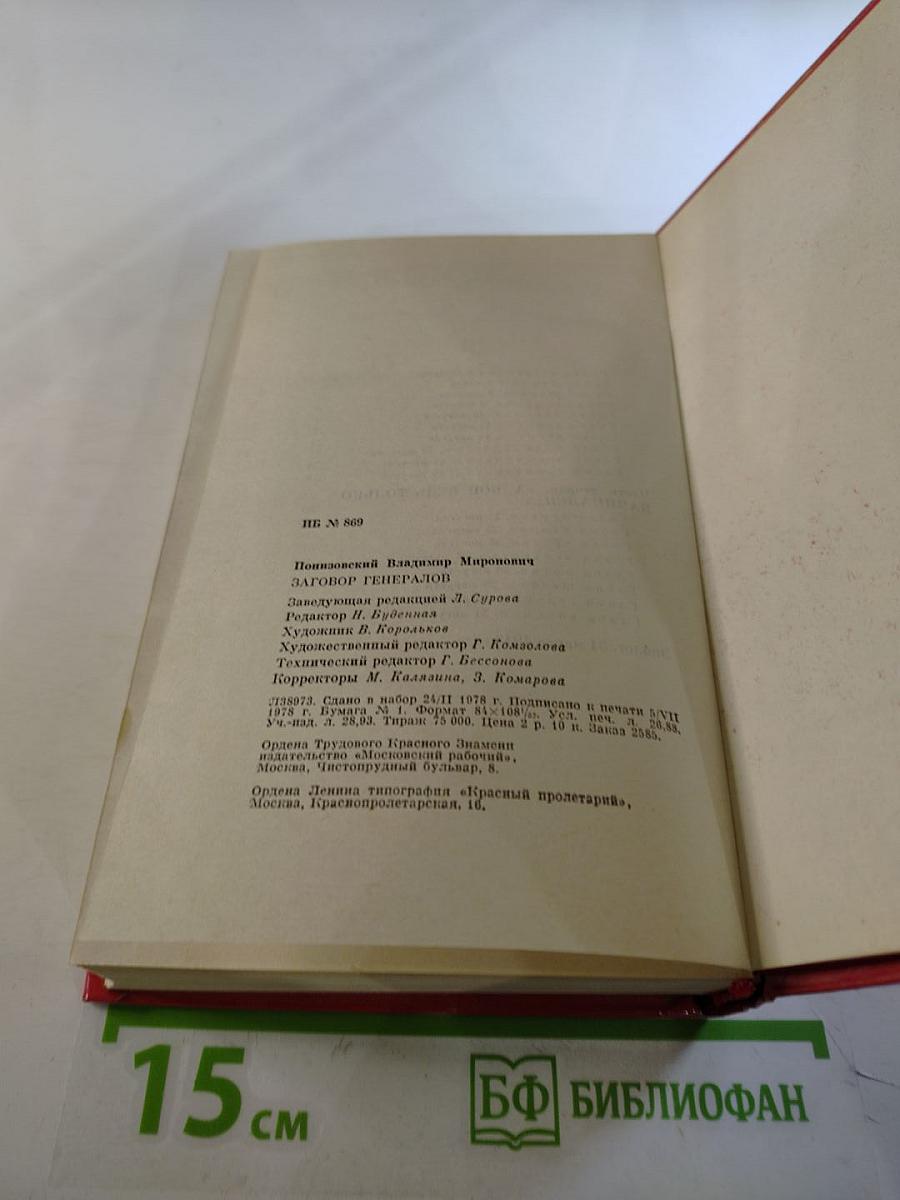 ИБ № 869
Понизовский Владимир Миронович
ЗАГОВОР ГЕНЕРАЛОВ
Заведующая редакцией Л. Сурова
Редактор Н. Буденная
Художник В. Корольков
Художественный редактор Г. Комзолова
Технический редактор Г. Бессонова
Корректоры М. Калязина, З. Комарова
Л38973. Сдано в набор 24/II 1978 г. Подписано к печати 5/VII
1978 г. Бумага № 1. Формат 84×108¹/₃₂. Усл. печ. л. 26,88.
Уч.-изд. л. 28,93. Тираж 75 000. Цена 2 р. 10 к. Заказ 2585.
Ордена Трудового Красного Знамени
издательство «Московский рабочий»,
Москва, Чистопрудный бульвар, 8.
Ордена Ленина типография «Красный пролетарий»,
Москва, Краснопролетарская, 16.
15 см
БФ БИБЛИОФАН